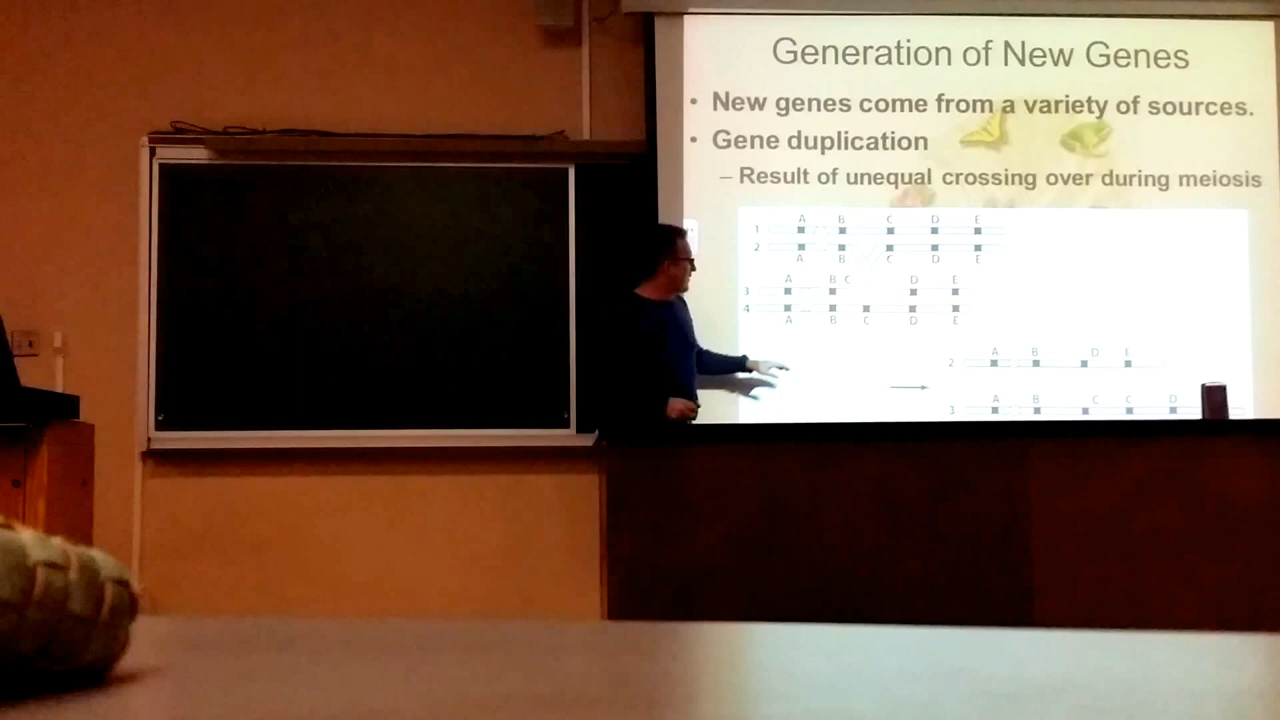 Generation of New Genes
• New genes come from a variety of sources.
• Gene duplication
– Result of unequal crossing over during meiosis
A B C D E
1
2
A B C D E
A B C D E
3
4
A B C D E
A B D E
2
A B C C D
3